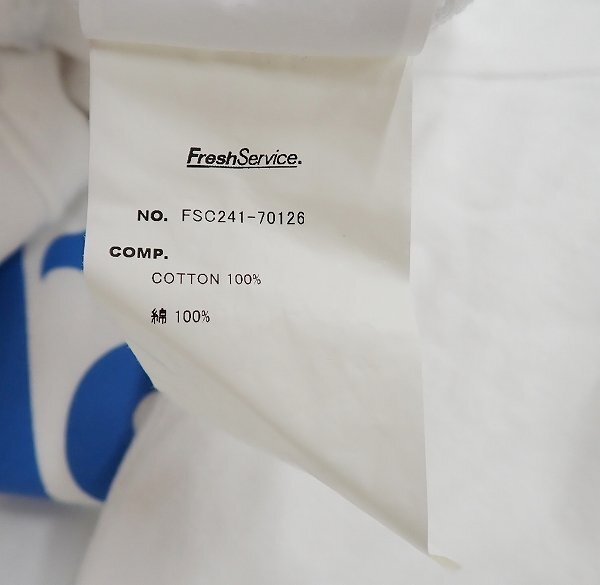 FreshService.
NO. FSC241-70126
COMP.
COTTON 100%
綿 100%